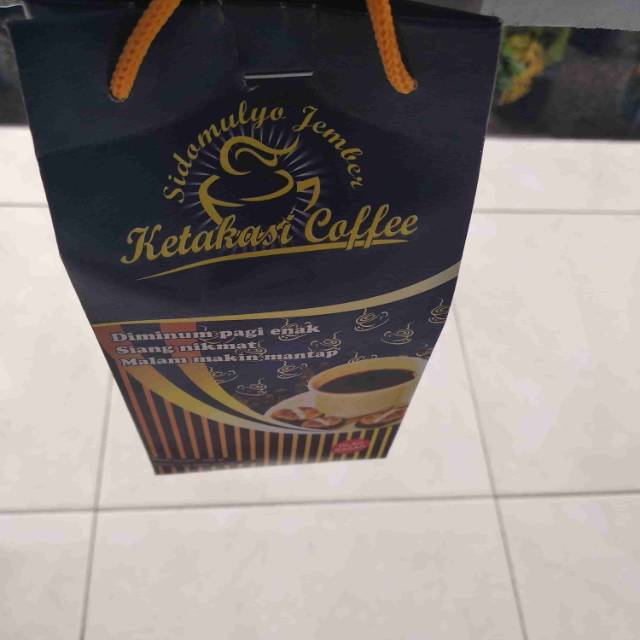 Sidomulyo Jember
Ketakasi Coffee
Diminum pagi enak
Siang nikmat
Malam makin mantap